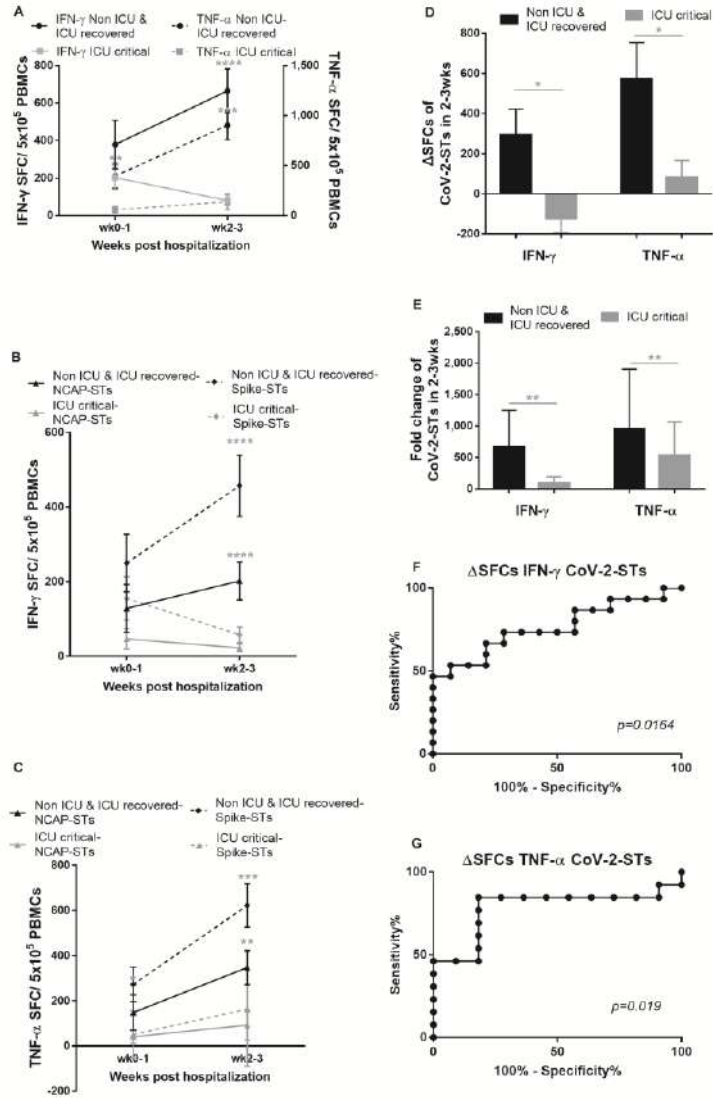 A
IFN-γ Non ICU & ICU recovered
TNF-α Non ICU- ICU recovered
IFN-γ ICU critical
TNF-α ICU critical
IFN-γ SFC/ 5x10⁵ PBMCs
800
600
400
200
0
TNF-α SFC/ 5x10⁵ PBMCs
1,500
1,000
500
0
****
***
**
wk0-1
wk2-3
Weeks post hospitalization
B
Non ICU & ICU recovered- NCAP-STs
Non ICU & ICU recovered- Spike-STs
ICU critical- NCAP-STs
ICU critical- Spike-STs
IFN-γ SFC/ 5x10⁵ PBMCs
600
400
200
0
****
****
wk0-1
wk2-3
Weeks post hospitalization
C
Non ICU & ICU recovered- NCAP-STs
Non ICU & ICU recovered- Spike-STs
ICU critical- NCAP-STs
ICU critical- Spike-STs
TNF-α SFC/ 5x10⁵ PBMCs
800
600
400
200
0
-200
***
**
wk0-1
wk2-3
Weeks post hospitalization
D
Non ICU & ICU recovered
ICU critical
ΔSFCs of CoV-2-STs in 2-3wks
800
600
400
200
0
-200
*
*
IFN-γ
TNF-α
E
Non ICU & ICU recovered
ICU critical
Fold change of CoV-2-STs in 2-3wks
2,500
2,000
1,500
1,000
500
0
**
**
IFN-γ
TNF-α
F
ΔSFCs IFN-γ CoV-2-STs
Sensitivity%
100
50
0
p=0.0164
0
50
100
100% - Specificity%
G
ΔSFCs TNF-α CoV-2-STs
Sensitivity%
100
50
0
p=0.019
0
50
100
100% - Specificity%